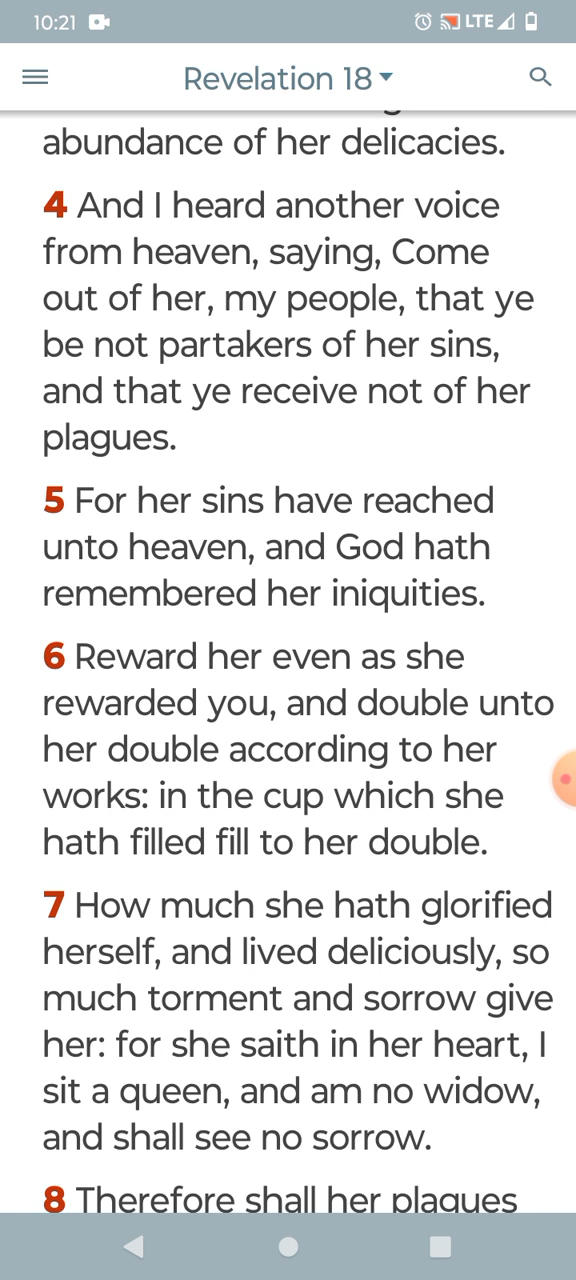 10:21
LTE
Revelation 18
abundance of her delicacies.
4 And I heard another voice
from heaven, saying, Come
out of her, my people, that ye
be not partakers of her sins,
and that ye receive not of her
plagues.
5 For her sins have reached
unto heaven, and God hath
remembered her iniquities.
6 Reward her even as she
rewarded you, and double unto
her double according to her
works: in the cup which she
hath filled fill to her double.
7 How much she hath glorified
herself, and lived deliciously, so
much torment and sorrow give
her: for she saith in her heart, I
sit a queen, and am no widow,
and shall see no sorrow.
8 Therefore shall her plagues